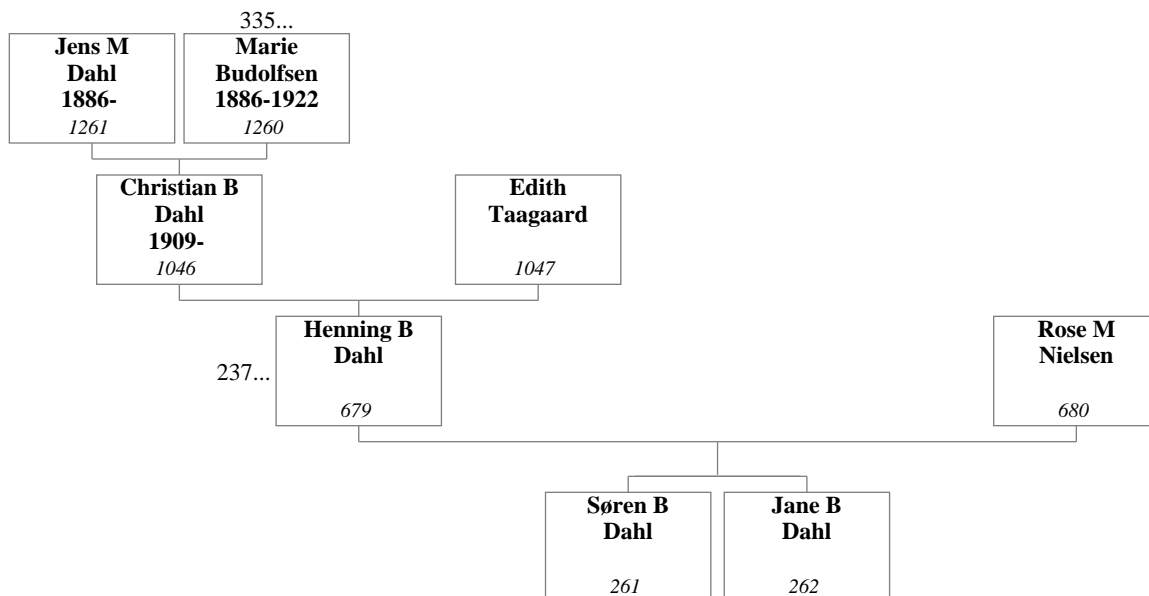 335...
Jens M
Dahl
1886-
1261
Marie
Budolfsen
1886-1922
1260
Christian B
Dahl
1909-
1046
Edith
Taagaard
1047
237...
Henning B
Dahl
679
Rose M
Nielsen
680
Søren B
Dahl
261
Jane B
Dahl
262